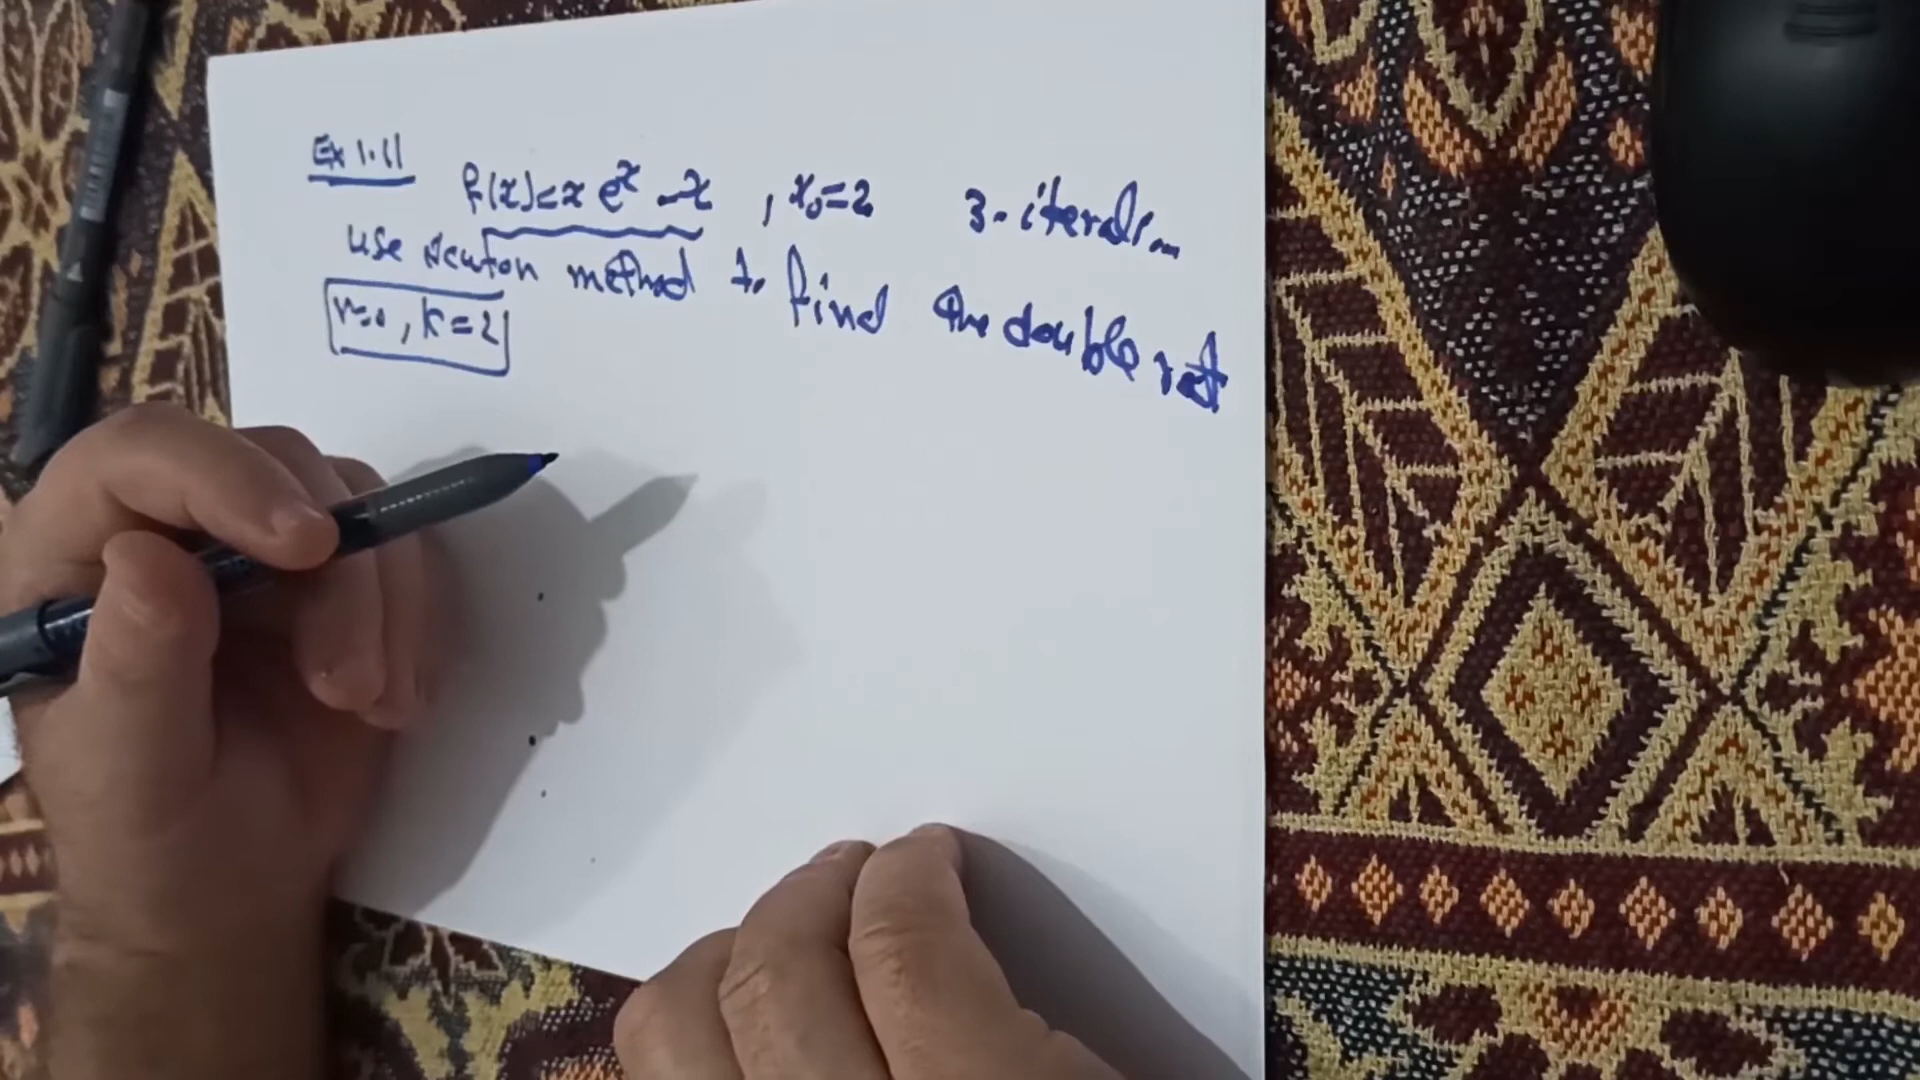 Ex 1.11
f(x)=x e^x -x , x₀=2 3-iteration
use Newton method to find the double root
r=0, k=2